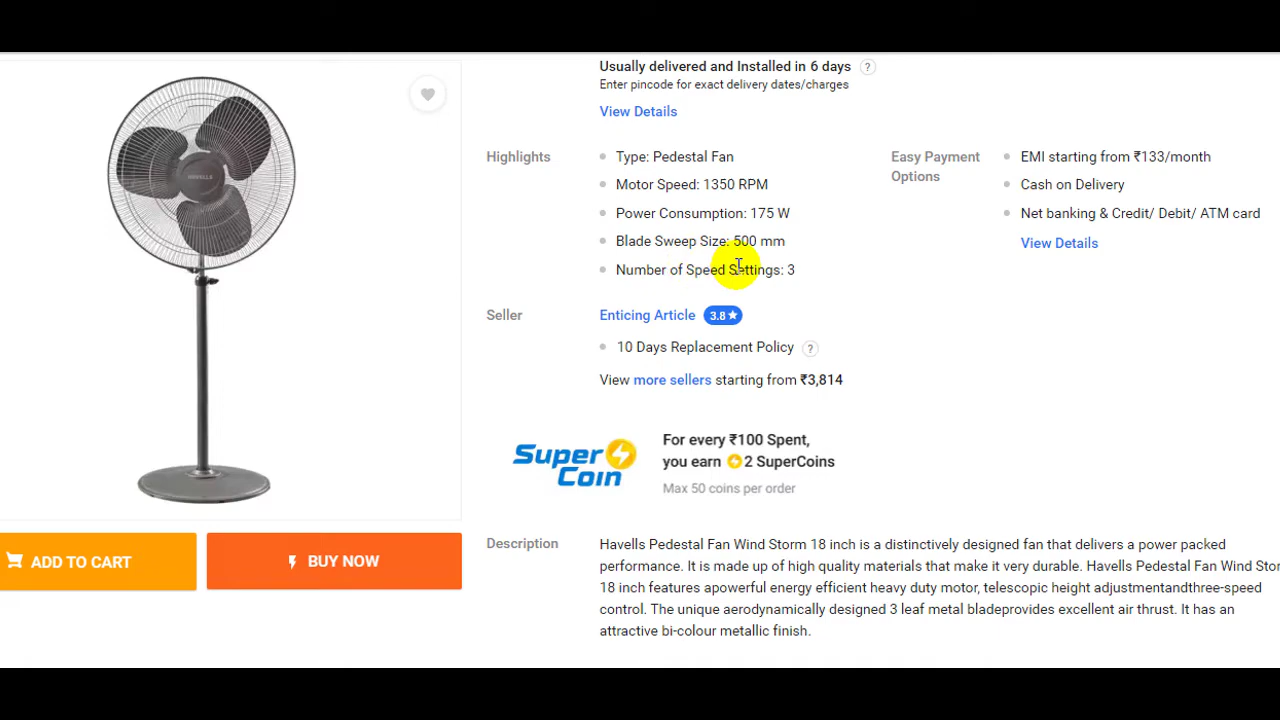 Usually delivered and Installed in 6 days ?
Enter pincode for exact delivery dates/charges
View Details
Highlights
Type: Pedestal Fan
Motor Speed: 1350 RPM
Power Consumption: 175 W
Blade Sweep Size: 500 mm
Number of Speed Settings: 3
Easy Payment
Options
EMI starting from ₹133/month
Cash on Delivery
Net banking & Credit/ Debit/ ATM card
View Details
Seller
Enticing Article 3.8★
10 Days Replacement Policy ?
View more sellers starting from ₹3,814
Super
Coin
For every ₹100 Spent,
you earn 2 SuperCoins
Max 50 coins per order
HAVELLS
ADD TO CART
BUY NOW
Description
Havells Pedestal Fan Wind Storm 18 inch is a distinctively designed fan that delivers a power packed
performance. It is made up of high quality materials that make it very durable. Havells Pedestal Fan Wind Stor
18 inch features apowerful energy efficient heavy duty motor, telescopic height adjustmentandthree-speed
control. The unique aerodynamically designed 3 leaf metal bladeprovides excellent air thrust. It has an
attractive bi-colour metallic finish.